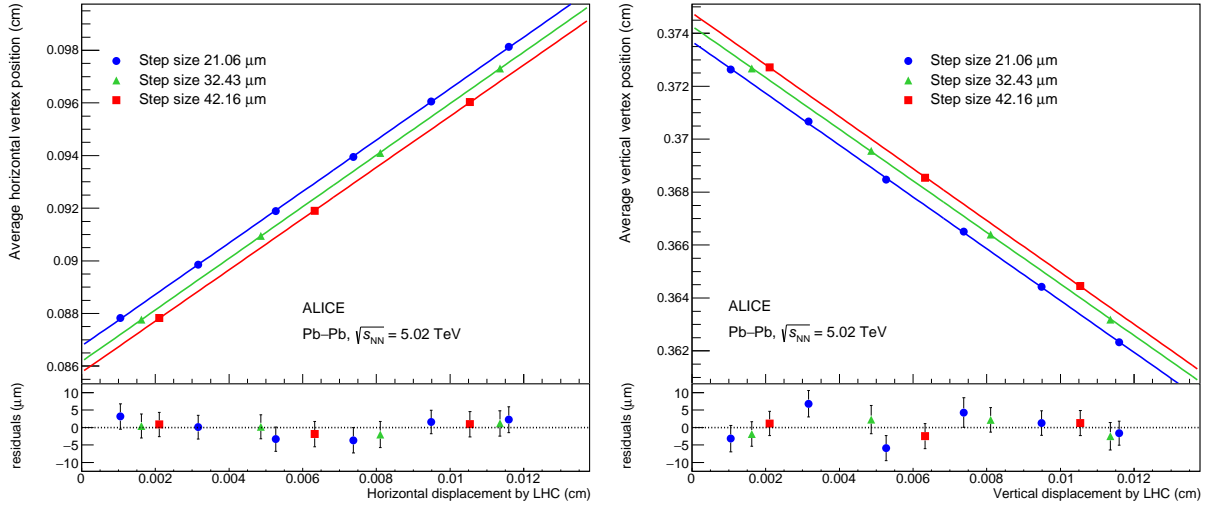 Average horizontal vertex position (cm)
0.098
0.096
0.094
0.092
0.09
0.088
0.086
Step size 21.06 μm
Step size 32.43 μm
Step size 42.16 μm
ALICE
Pb–Pb, √sNN = 5.02 TeV
residuals (μm)
10
5
0
−5
−10
0 0.002 0.004 0.006 0.008 0.01 0.012
Horizontal displacement by LHC (cm)
Average vertical vertex position (cm)
0.374
0.372
0.37
0.368
0.366
0.364
0.362
Step size 21.06 μm
Step size 32.43 μm
Step size 42.16 μm
ALICE
Pb–Pb, √sNN = 5.02 TeV
residuals (μm)
10
5
0
−5
−10
0 0.002 0.004 0.006 0.008 0.01 0.012
Vertical displacement by LHC (cm)